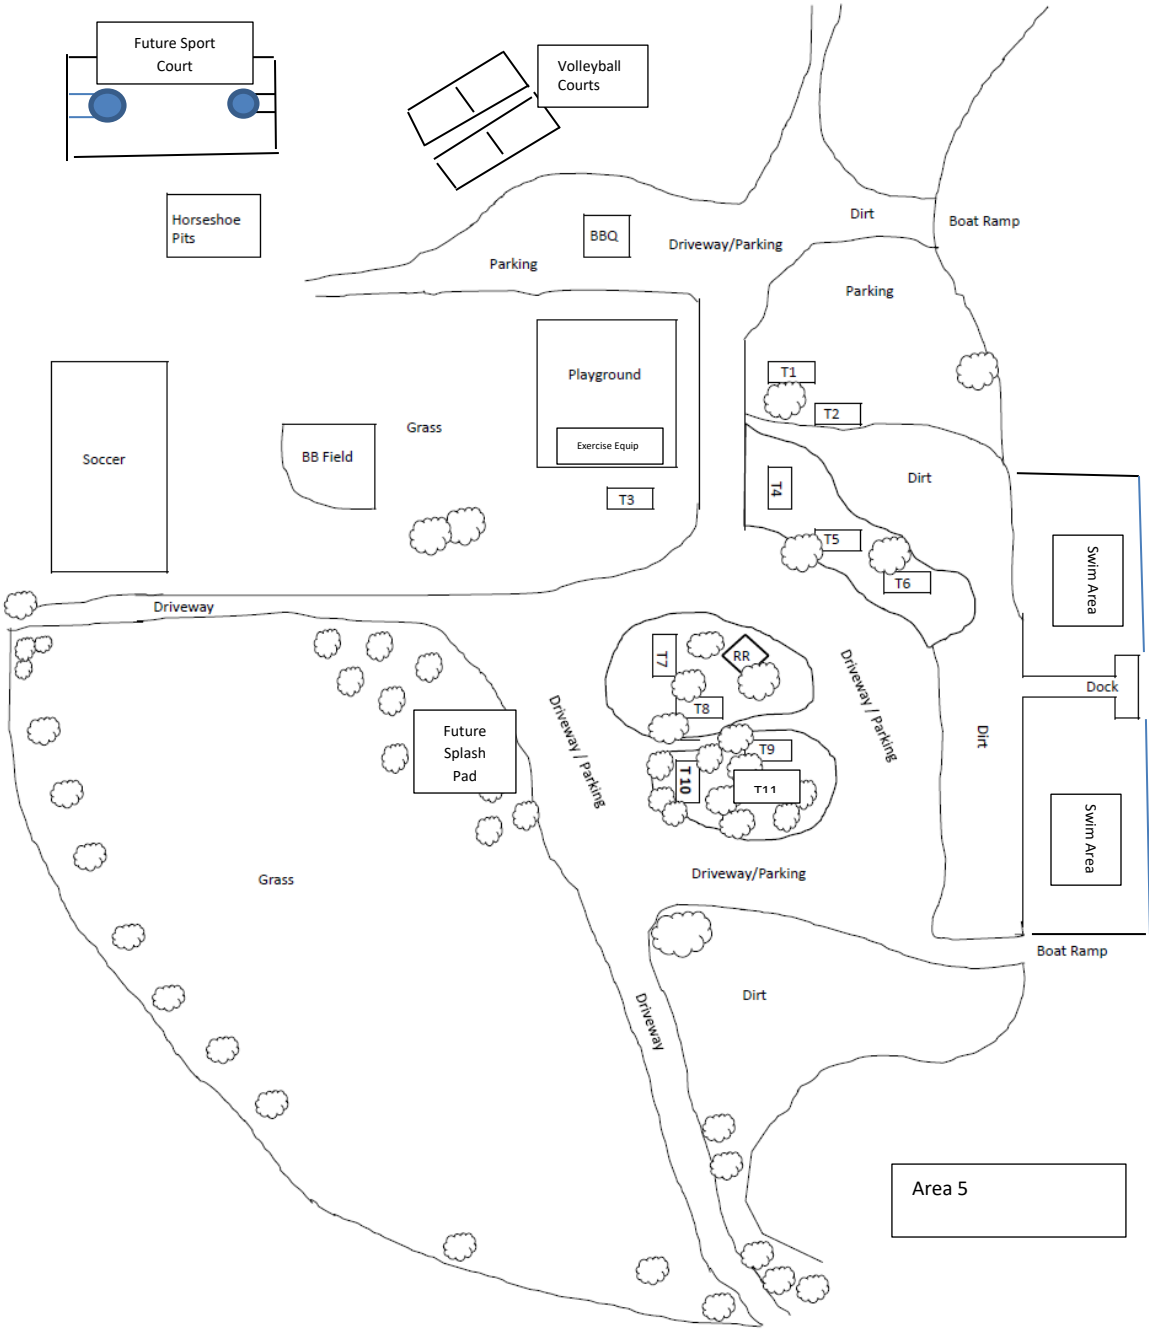 Future Sport
Court
Volleyball
Courts
Horseshoe
Pits
BBQ
Dirt
Boat Ramp
Driveway/Parking
Parking
Parking
Playground
T1
T2
Grass
Exercise Equip
BB Field
Soccer
T3
T4
Dirt
T5
T6
Swim Area
Driveway
T7
RR
T8
Driveway / Parking
Driveway / Parking
Dock
Dirt
Future
Splash
Pad
T9
T10
T11
Swim Area
Driveway/Parking
Grass
Boat Ramp
Dirt
Driveway
Area 5